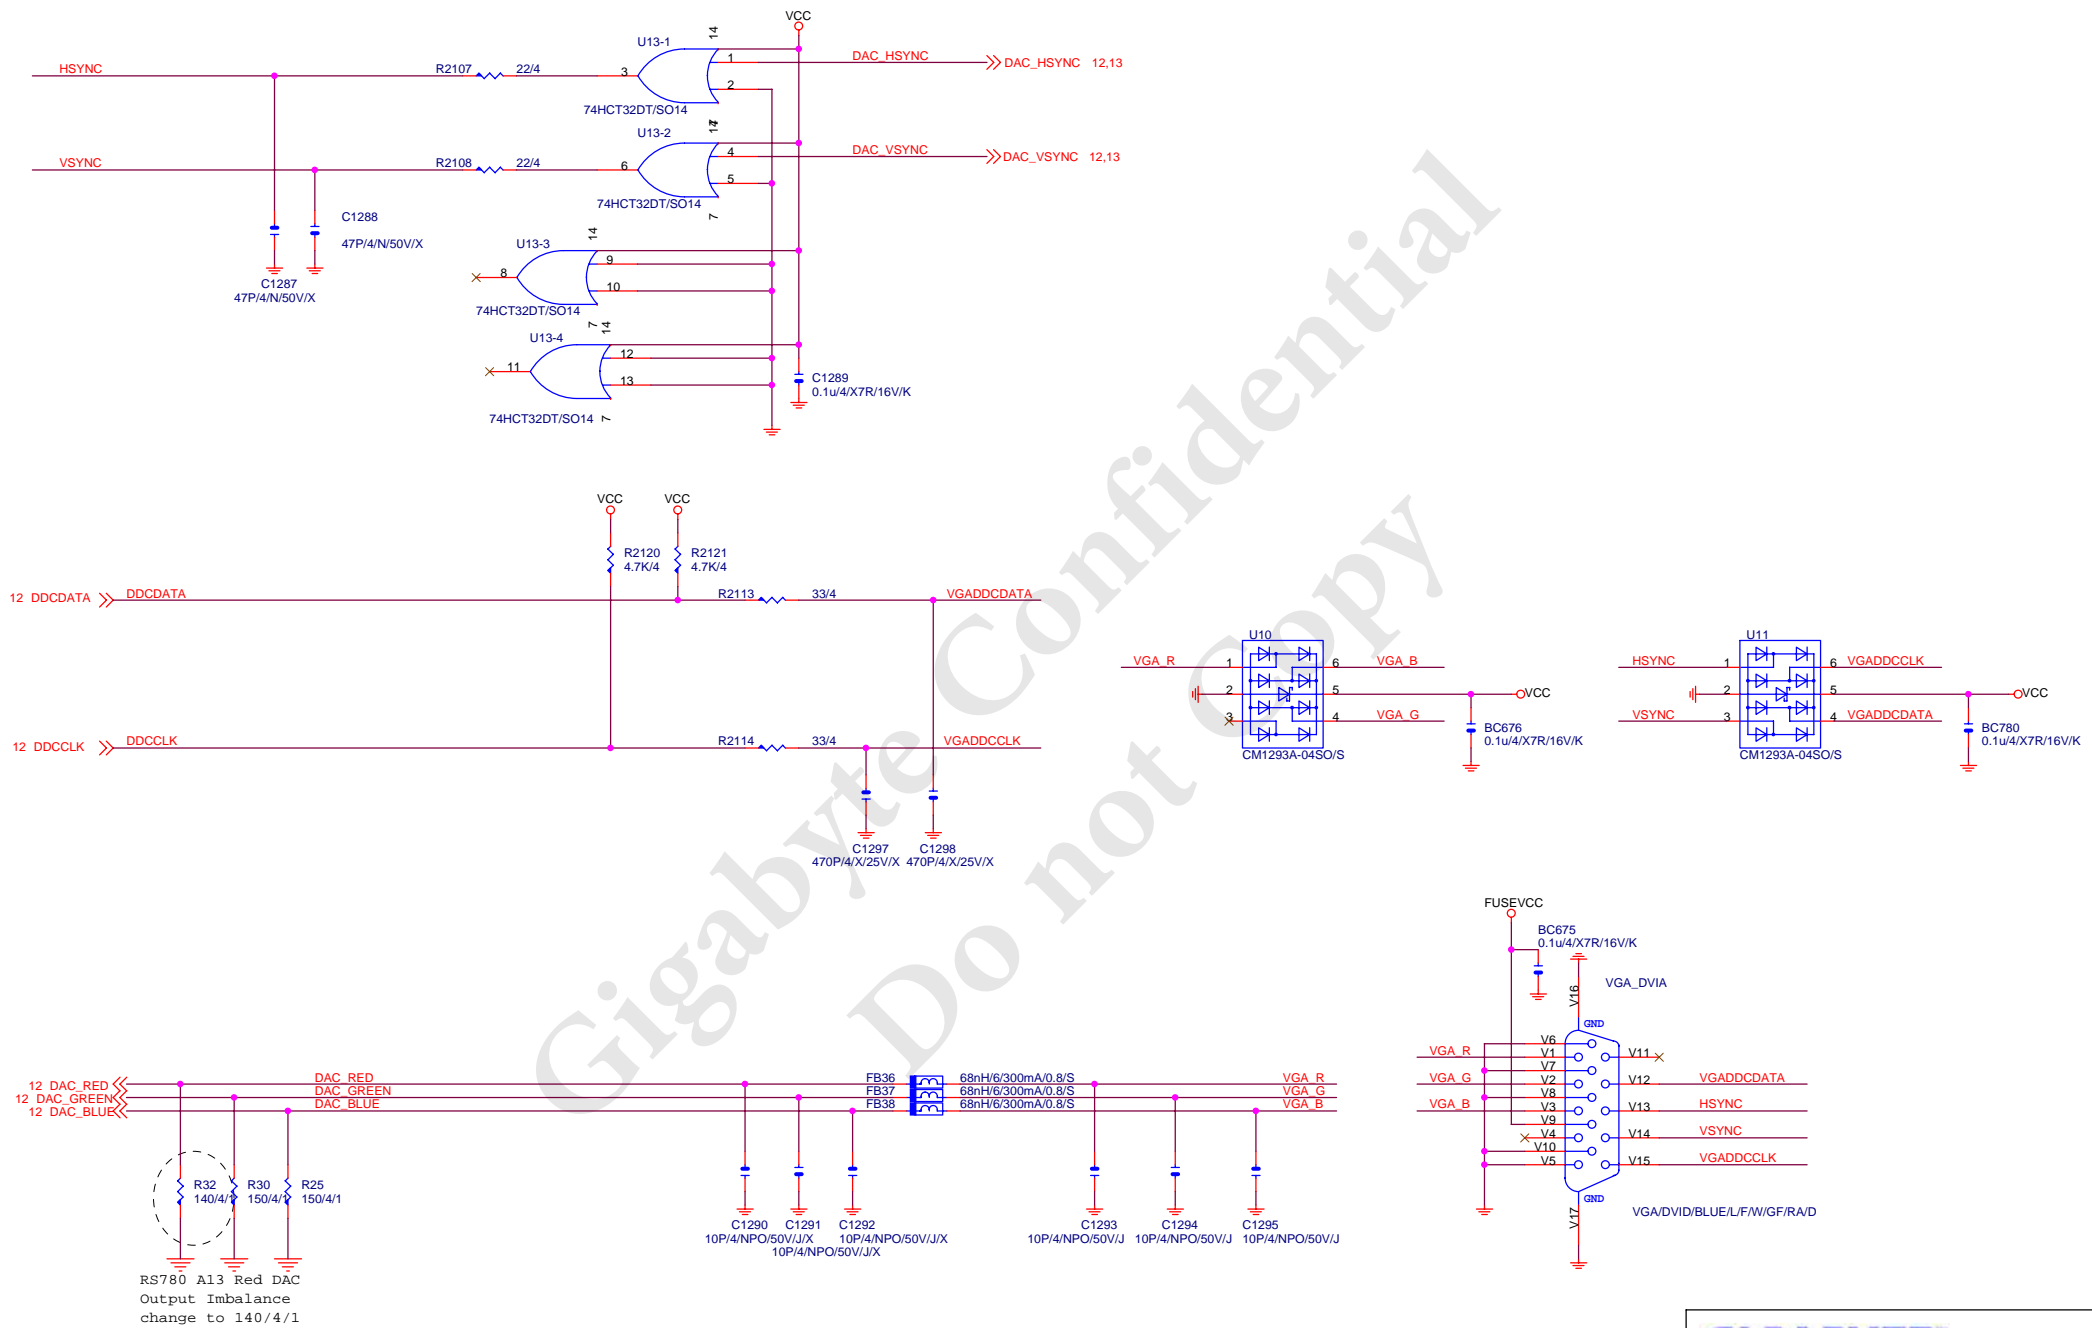 VCC
U13-1
14
HSYNC
R2107
22/4
3
1
2
DAC_HSYNC
DAC_HSYNC 12,13
74HCT32DT/SO14
7
U13-2
14
VSYNC
R2108
22/4
6
4
5
DAC_VSYNC
DAC_VSYNC 12,13
74HCT32DT/SO14
7
C1288
47P/4/N/50V/X
C1287
47P/4/N/50V/X
U13-3
14
8
9
10
74HCT32DT/SO14
7
U13-4
14
11
12
13
74HCT32DT/SO14
7
C1289
0.1u/4/X7R/16V/K
VCC
VCC
R2120
4.7K/4
R2121
4.7K/4
12 DDCDATA
DDCDATA
R2113
33/4
VGADDCDATA
12 DDCCLK
DDCCLK
R2114
33/4
VGADDCCLK
C1297
470P/4/X/25V/X
C1298
470P/4/X/25V/X
U10
VGA_R
1
2
3
6
5
4
VGA_B
VCC
VGA_G
BC676
0.1u/4/X7R/16V/K
CM1293A-04SO/S
U11
HSYNC
VSYNC
1
2
3
6
5
4
VGADDCCLK
VCC
VGADDCDATA
BC780
0.1u/4/X7R/16V/K
CM1293A-04SO/S
Gigabyte Confidential
Do not Copy
12 DAC_RED
12 DAC_GREEN
12 DAC_BLUE
DAC_RED
DAC_GREEN
DAC_BLUE
FB36
FB37
FB38
68nH/6/300mA/0.8/S
68nH/6/300mA/0.8/S
68nH/6/300mA/0.8/S
VGA_R
VGA_G
VGA_B
R32
140/4/1
R30
150/4/1
R25
150/4/1
C1290
10P/4/NPO/50V/J/X
C1291
10P/4/NPO/50V/J/X
C1292
10P/4/NPO/50V/J/X
C1293
10P/4/NPO/50V/J
C1294
10P/4/NPO/50V/J
C1295
10P/4/NPO/50V/J
RS780 A13 Red DAC
Output Imbalance
change to 140/4/1
FUSEVCC
BC675
0.1u/4/X7R/16V/K
VGA_DVIA
V16
GND
VGA_R
VGA_G
VGA_B
V6
V1
V7
V2
V8
V3
V9
V4
V10
V5
V11
V12
V13
V14
V15
VGADDCDATA
HSYNC
VSYNC
VGADDCCLK
GND
V17
VGA/DVID/BLUE/L/F/W/GF/RA/D